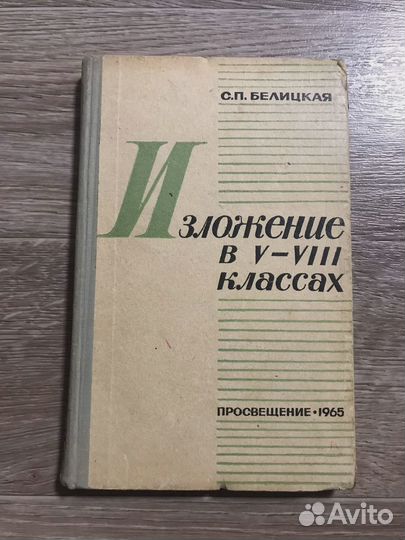 С.П. БЕЛИЦКАЯ
Изложение
в V–VIII
классах
ПРОСВЕЩЕНИЕ • 1965
Avito